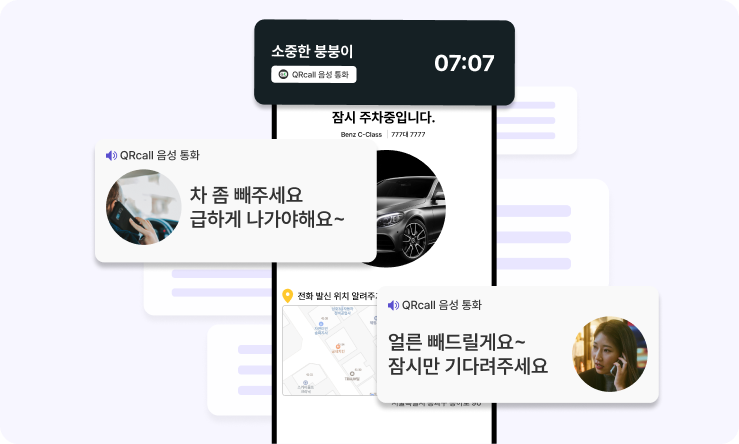 소중한 붕붕이
QRcall 음성 통화
07:07
잠시 주차중입니다.
Benz C-Class 777대 7777
QRcall 음성 통화
차 좀 빼주세요
급하게 나가야해요~
전화 발신 위치 알려주
QRcall 음성 통화
얼른 빼드릴게요~
잠시만 기다려주세요